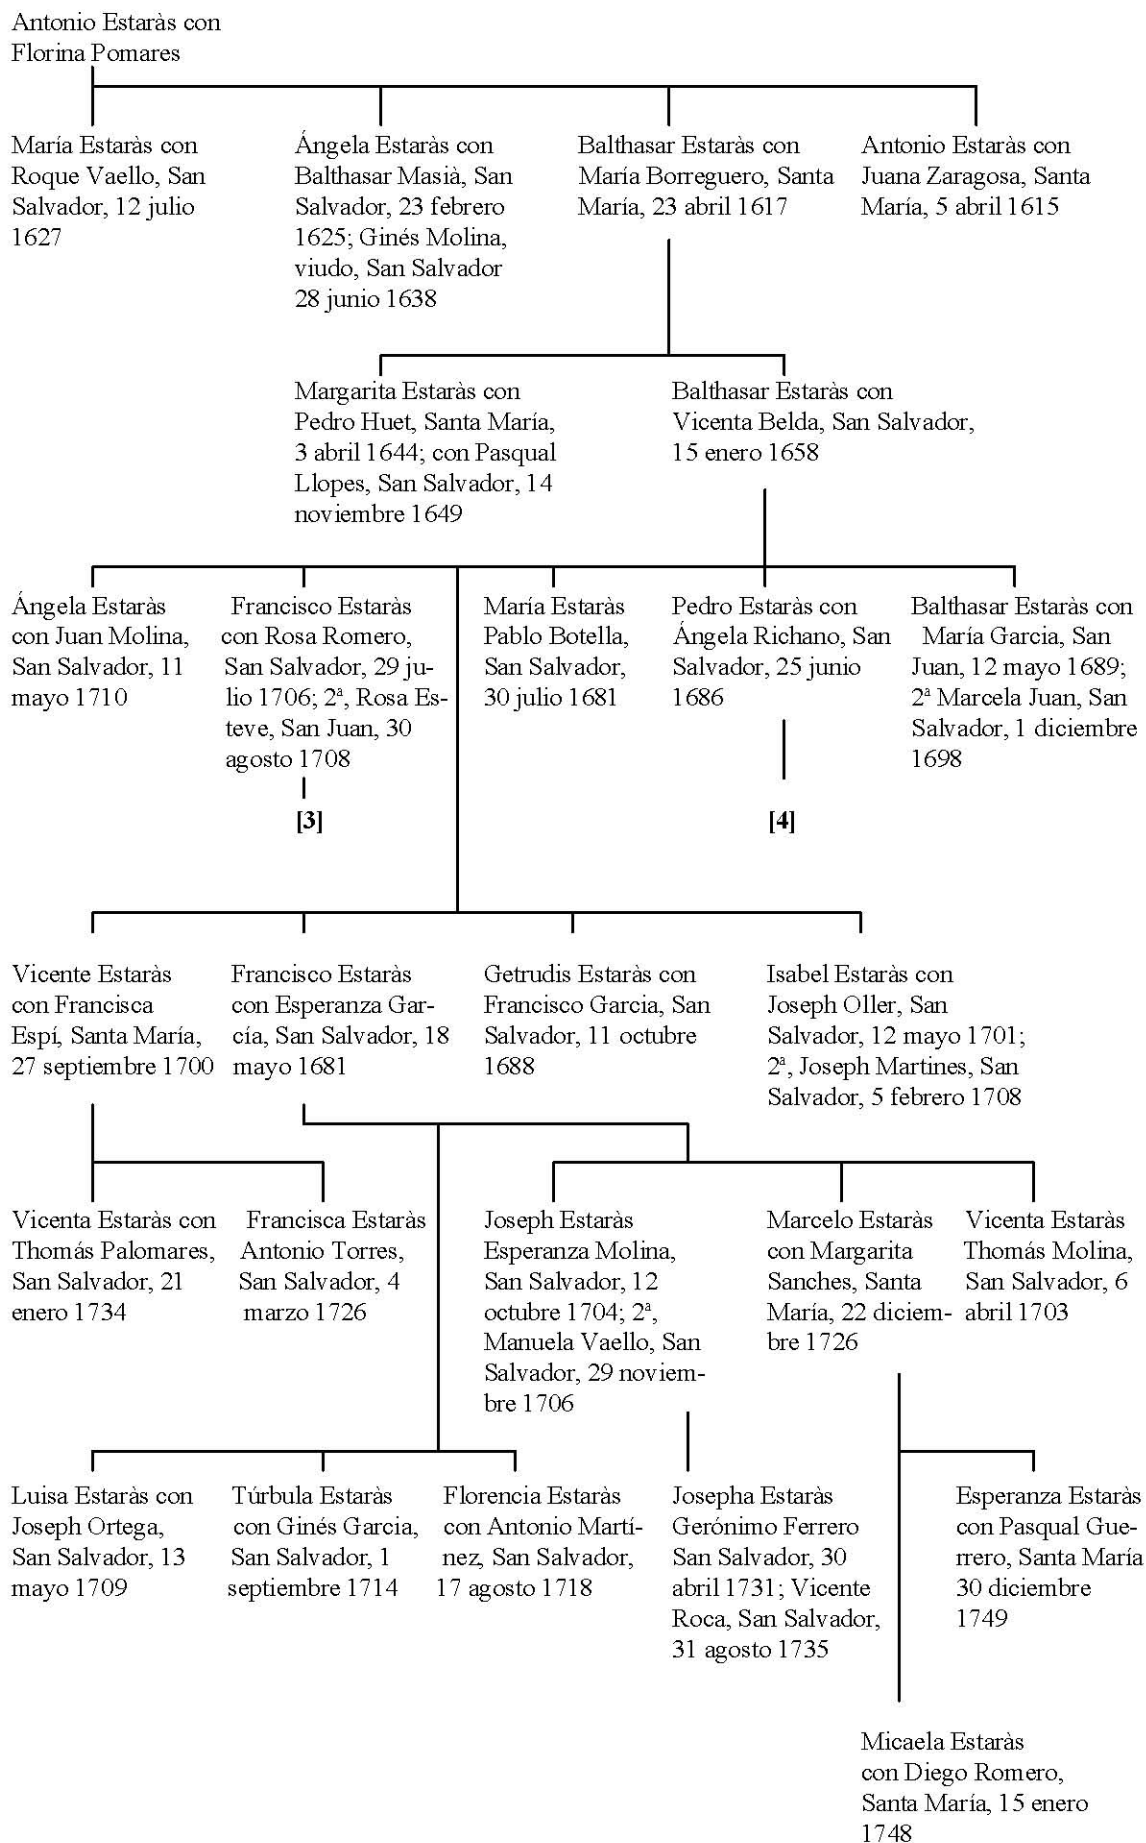 Antonio Estaràs con
Florina Pomares
María Estaràs con
Roque Vaello, San
Salvador, 12 julio
1627
Ángela Estaràs con
Balthasar Masià, San
Salvador, 23 febrero
1625; Ginés Molina,
viudo, San Salvador
28 junio 1638
Balthasar Estaràs con
María Borreguero, Santa
María, 23 abril 1617
Antonio Estaràs con
Juana Zaragosa, Santa
María, 5 abril 1615
Margarita Estaràs con
Pedro Huet, Santa María,
3 abril 1644; con Pasqual
Llopes, San Salvador, 14
noviembre 1649
Balthasar Estaràs con
Vicenta Belda, San Salvador,
15 enero 1658
Ángela Estaràs
con Juan Molina,
San Salvador, 11
mayo 1710
Francisco Estaràs
con Rosa Romero,
San Salvador, 29 ju-
lio 1706; 2ª, Rosa Es-
teve, San Juan, 30
agosto 1708
[3]
María Estaràs
Pablo Botella,
San Salvador,
30 julio 1681
Pedro Estaràs con
Ángela Richano, San
Salvador, 25 junio
1686
[4]
Balthasar Estaràs con
María Garcia, San
Juan, 12 mayo 1689;
2ª Marcela Juan, San
Salvador, 1 diciembre
1698
Vicente Estaràs
con Francisca
Espí, Santa María,
27 septiembre 1700
Francisco Estaràs
con Esperanza Gar-
cía, San Salvador, 18
mayo 1681
Getrudis Estaràs con
Francisco Garcia, San
Salvador, 11 octubre
1688
Isabel Estaràs con
Joseph Oller, San
Salvador, 12 mayo 1701;
2ª, Joseph Martines, San
Salvador, 5 febrero 1708
Vicenta Estaràs con
Thomás Palomares,
San Salvador, 21
enero 1734
Francisca Estaràs
Antonio Torres,
San Salvador, 4
marzo 1726
Joseph Estaràs
Esperanza Molina,
San Salvador, 12
octubre 1704; 2ª,
Manuela Vaello, San
Salvador, 29 noviem-
bre 1706
Marcelo Estaràs
con Margarita
Sanches, Santa
María, 22 diciem-
bre 1726
Vicenta Estaràs
Thomás Molina,
San Salvador, 6
abril 1703
Luisa Estaràs con
Joseph Ortega,
San Salvador, 13
mayo 1709
Túrbula Estaràs
con Ginés Garcia,
San Salvador, 1
septiembre 1714
Florencia Estaràs
con Antonio Martí-
nez, San Salvador,
17 agosto 1718
Josepha Estaràs
Gerónimo Ferrero
San Salvador, 30
abril 1731; Vicente
Roca, San Salvador,
31 agosto 1735
Esperanza Estaràs
con Pasqual Gue-
rrero, Santa María
30 diciembre
1749
Micaela Estaràs
con Diego Romero,
Santa María, 15 enero
1748